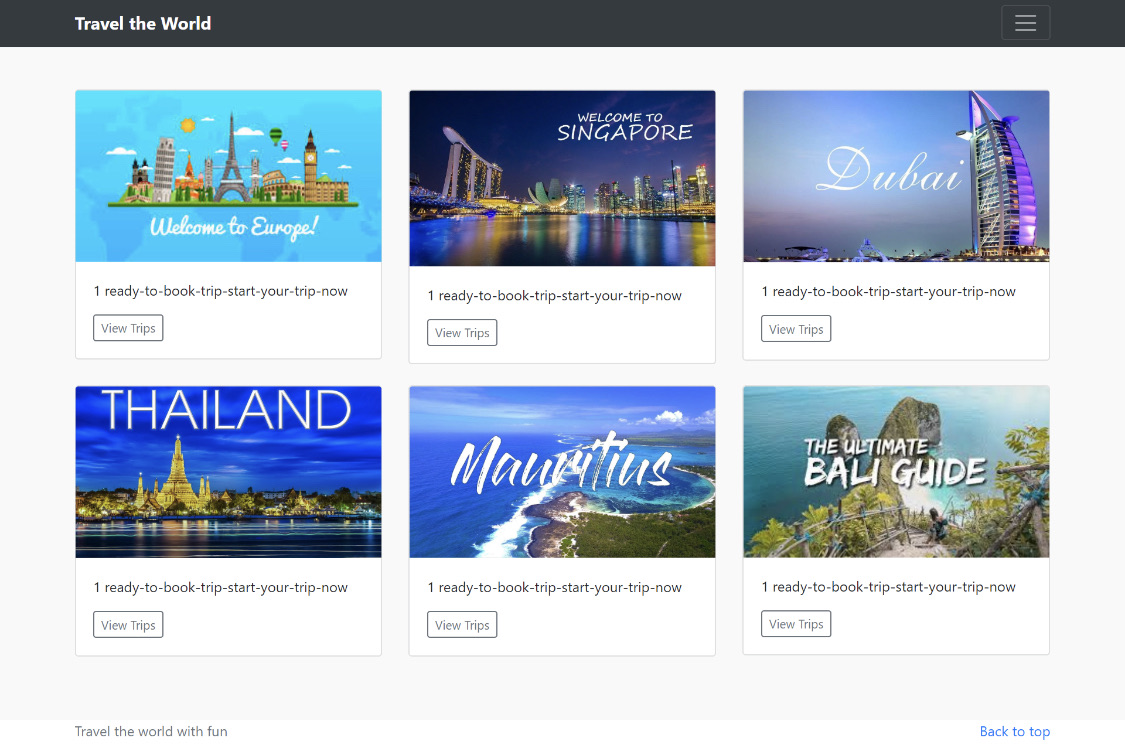 Travel the World
Welcome to Europe!
WELCOME TO
SINGAPORE
Dubai
1 ready-to-book-trip-start-your-trip-now
View Trips
1 ready-to-book-trip-start-your-trip-now
View Trips
1 ready-to-book-trip-start-your-trip-now
View Trips
THAILAND
Mauritius
THE ULTIMATE
BALI GUIDE
1 ready-to-book-trip-start-your-trip-now
View Trips
1 ready-to-book-trip-start-your-trip-now
View Trips
1 ready-to-book-trip-start-your-trip-now
View Trips
Travel the world with fun
Back to top